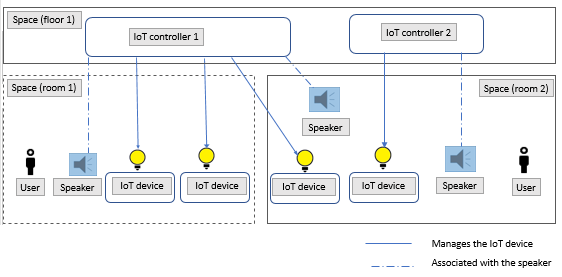 Space (floor 1)
IoT controller 1
IoT controller 2
Space (room 1)
Space (room 2)
Speaker
User
Speaker
IoT device
IoT device
IoT device
IoT device
Speaker
User
Manages the IoT device
Associated with the speaker